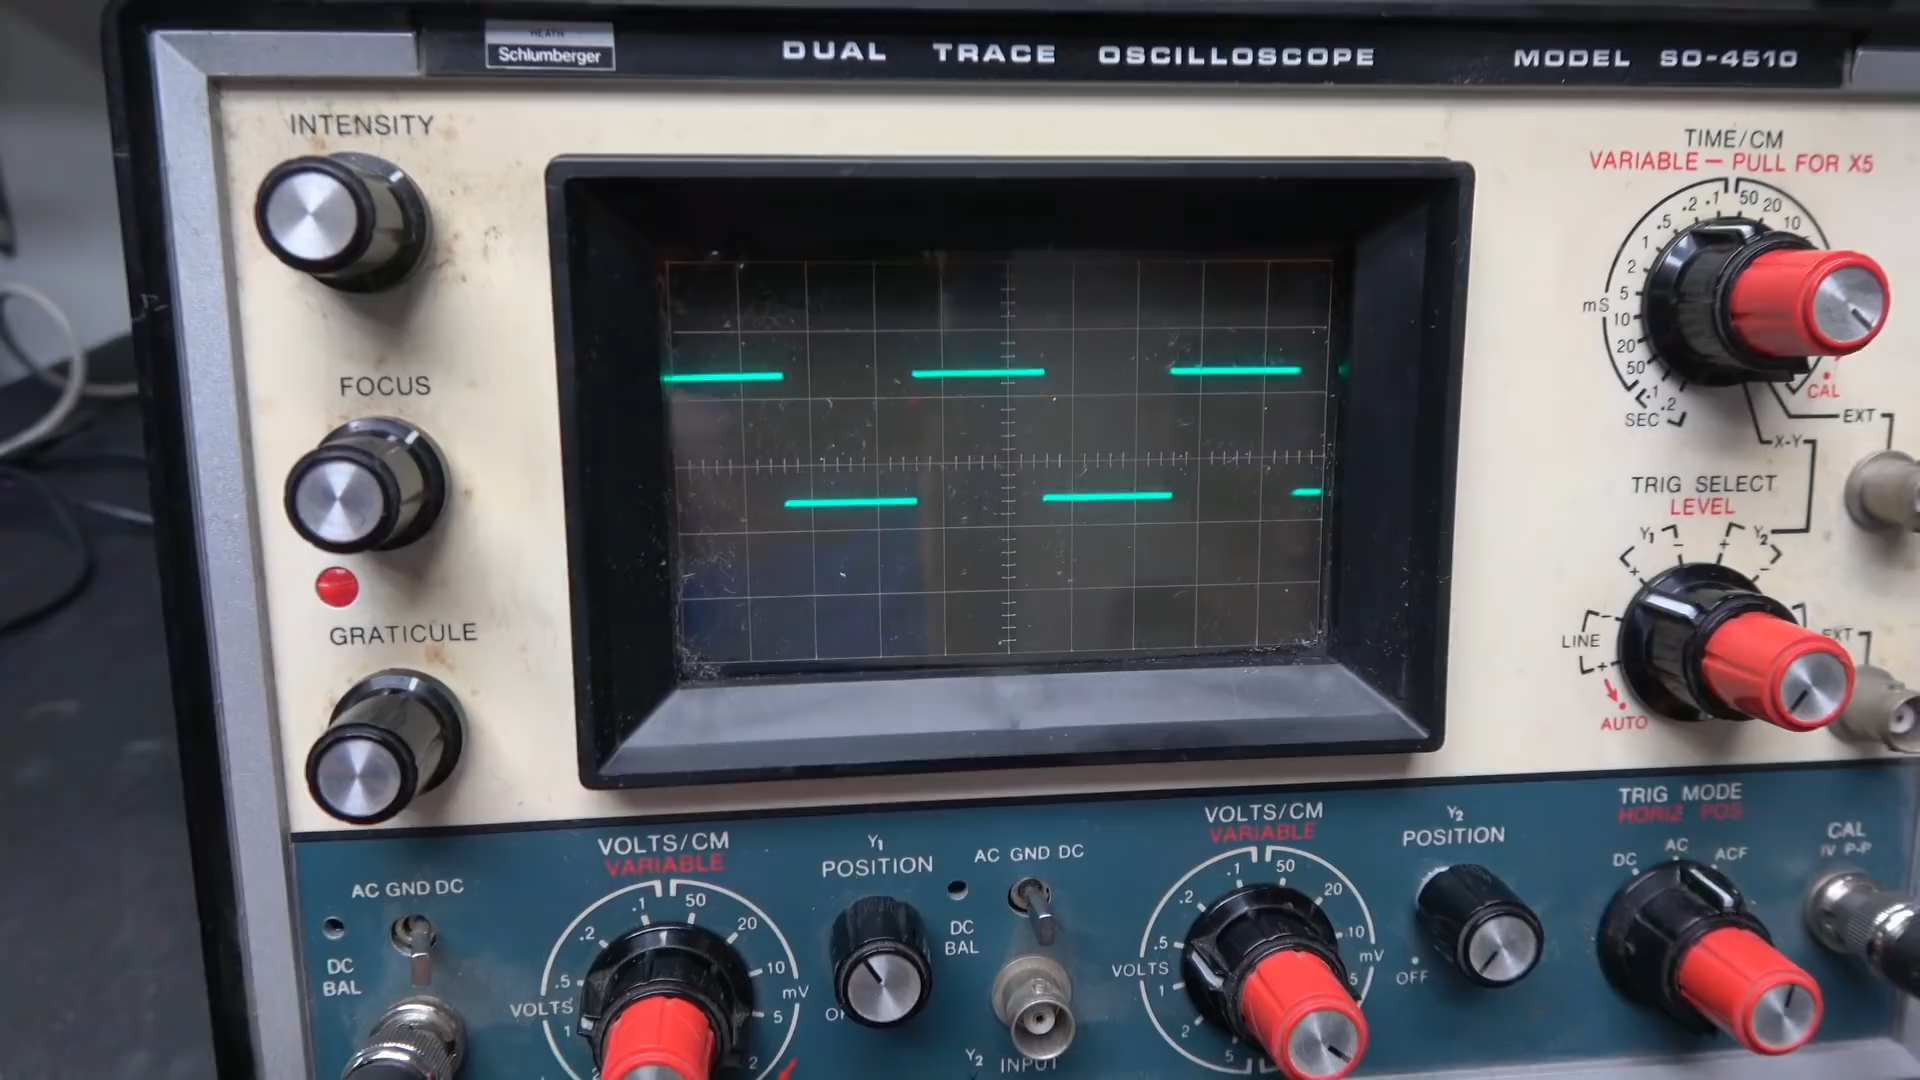 HEATH
Schlumberger
DUAL TRACE OSCILLOSCOPE
MODEL SO-4510
INTENSITY
FOCUS
GRATICULE
TIME/CM
VARIABLE — PULL FOR X5
.5 .2 .1 50 20 10
1
2
5
10
20
50
mS
.1
.2
SEC
CAL
EXT
X-Y
TRIG SELECT
LEVEL
Y1 + -
Y2 + -
LINE - +
EXT
AUTO
AC GND DC
DC
BAL
VOLTS/CM
VARIABLE
.1 50
.2 20
.5 10
VOLTS mV
1 5
2 2
Y1
POSITION
AC GND DC
DC
BAL
Y2
INPUT
VOLTS/CM
VARIABLE
.1 50
.2 20
.5 10
VOLTS mV
1 5
2
5
Y2
POSITION
OFF
TRIG MODE
HORIZ POS
DC AC ACF
CAL
1V P-P